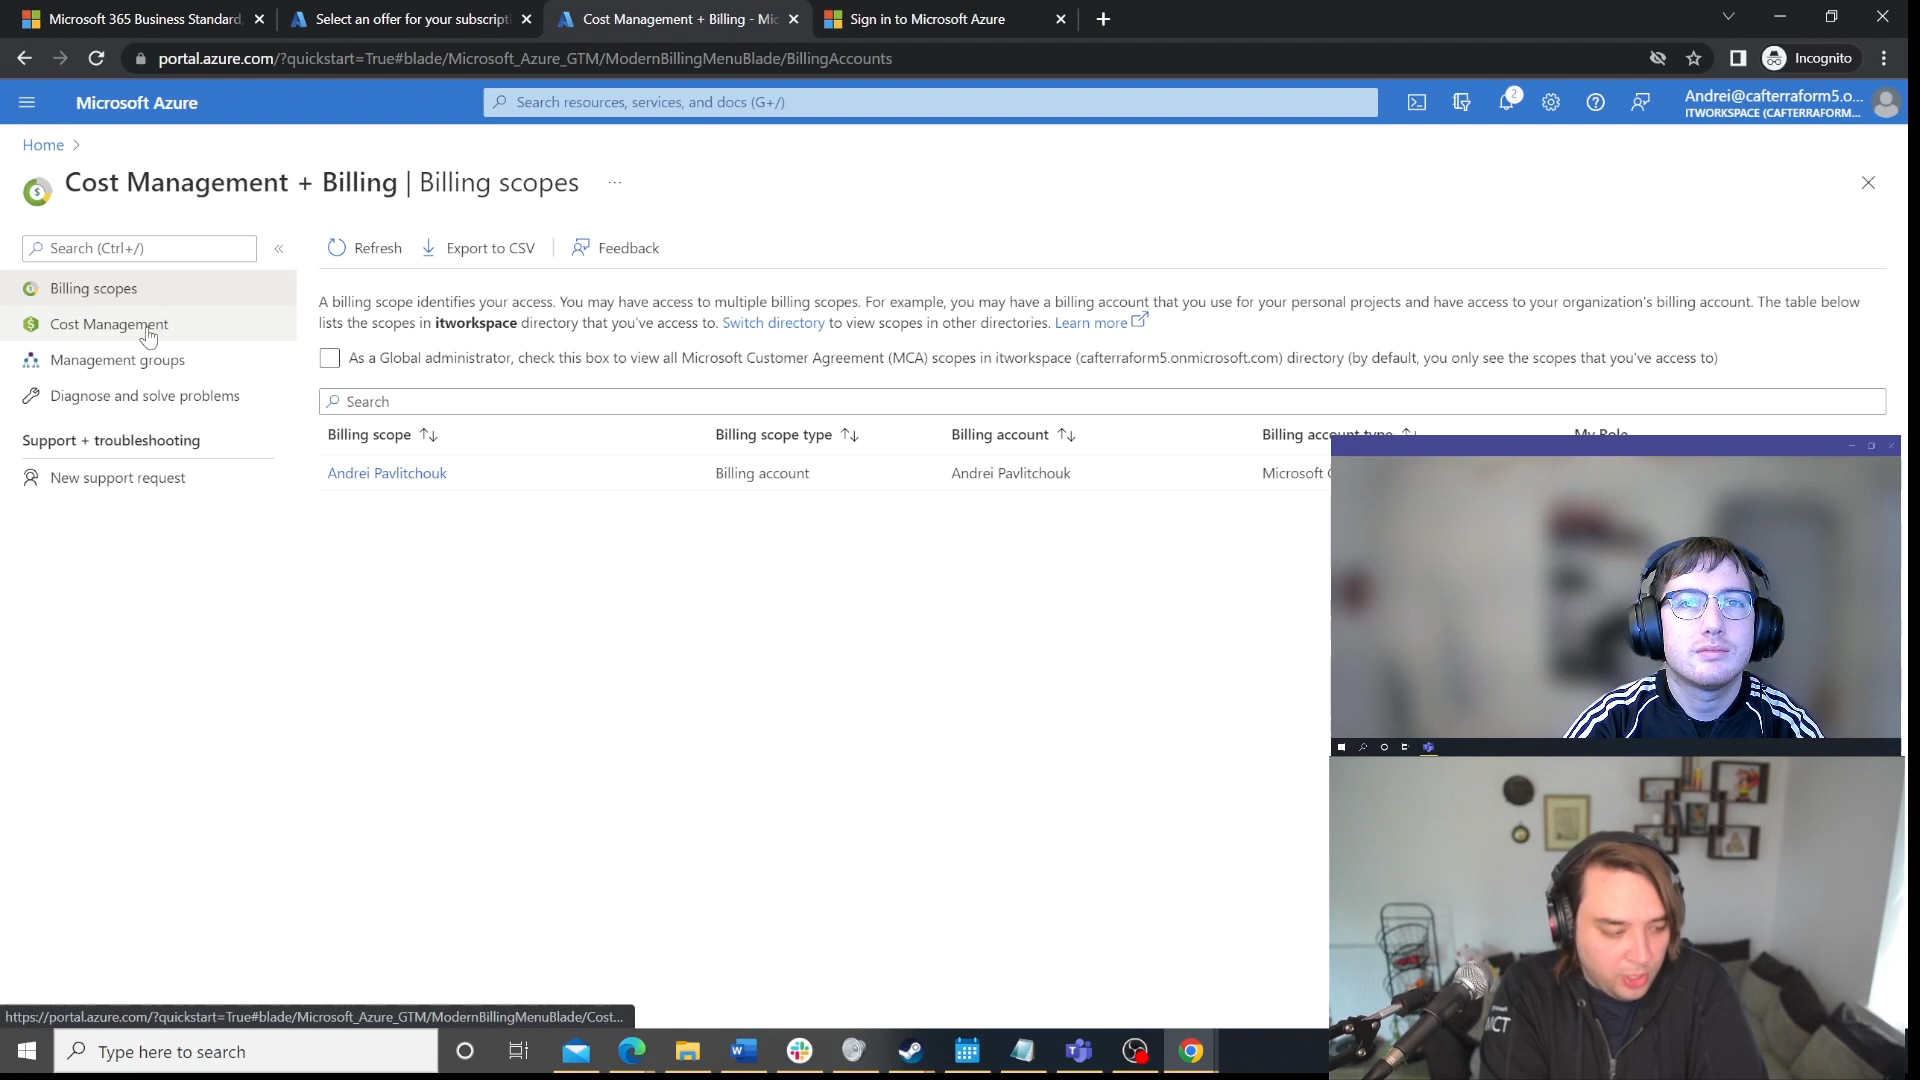 Microsoft 365 Business Standard,
Select an offer for your subscripti
Cost Management + Billing - Mic
Sign in to Microsoft Azure
portal.azure.com/?quickstart=True#blade/Microsoft_Azure_GTM/ModernBillingMenuBlade/BillingAccounts
Incognito
Microsoft Azure
Search resources, services, and docs (G+/)
2
Andrei@cafterraform5.o...
ITWORKSPACE (CAFTERRAFORM...
Home >
Cost Management + Billing | Billing scopes ...
Search (Ctrl+/)
«
Refresh
Export to CSV
Feedback
Billing scopes
Cost Management
Management groups
Diagnose and solve problems
Support + troubleshooting
New support request
A billing scope identifies your access. You may have access to multiple billing scopes. For example, you may have a billing account that you use for your personal projects and have access to your organization's billing account. The table below
lists the scopes in itworkspace directory that you've access to. Switch directory to view scopes in other directories. Learn more
As a Global administrator, check this box to view all Microsoft Customer Agreement (MCA) scopes in itworkspace (cafterraform5.onmicrosoft.com) directory (by default, you only see the scopes that you've access to)
Search
Billing scope ↑↓ Billing scope type ↑↓ Billing account ↑↓ Billing account type ↑↓ My Role
Andrei Pavlitchouk Billing account Andrei Pavlitchouk Microsoft
https://portal.azure.com/?quickstart=True#blade/Microsoft_Azure_GTM/ModernBillingMenuBlade/Cost...
Type here to search